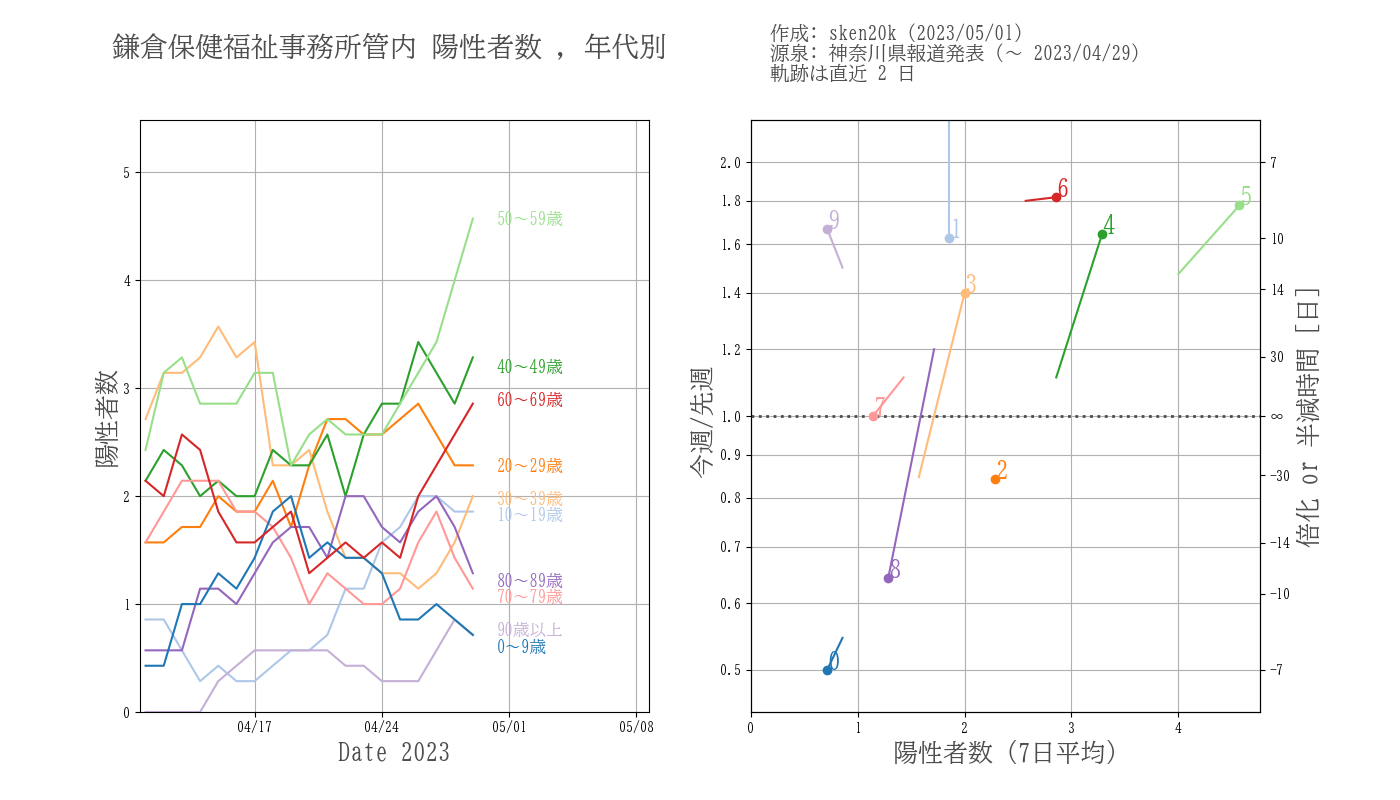 鎌倉保健福祉事務所管内 陽性者数 , 年代別
作成: sken20k (2023/05/01)
源泉: 神奈川県報道発表 (〜 2023/04/29)
軌跡は直近 2 日
陽性者数
5
4
3
2
1
0
50〜59歳
40〜49歳
60〜69歳
20〜29歳
30〜39歳
10〜19歳
80〜89歳
70〜79歳
90歳以上
0〜9歳
04/17
04/24
05/01
05/08
Date 2023
今週/先週
2.0
1.8
1.6
1.4
1.2
1.0
0.9
0.8
0.7
0.6
0.5
9
1
6
4
5
3
7
2
8
0
7
10
14
30
∞
−30
−14
−10
−7
倍化 or 半減時間 [日]
0
1
2
3
4
陽性者数 (7日平均)